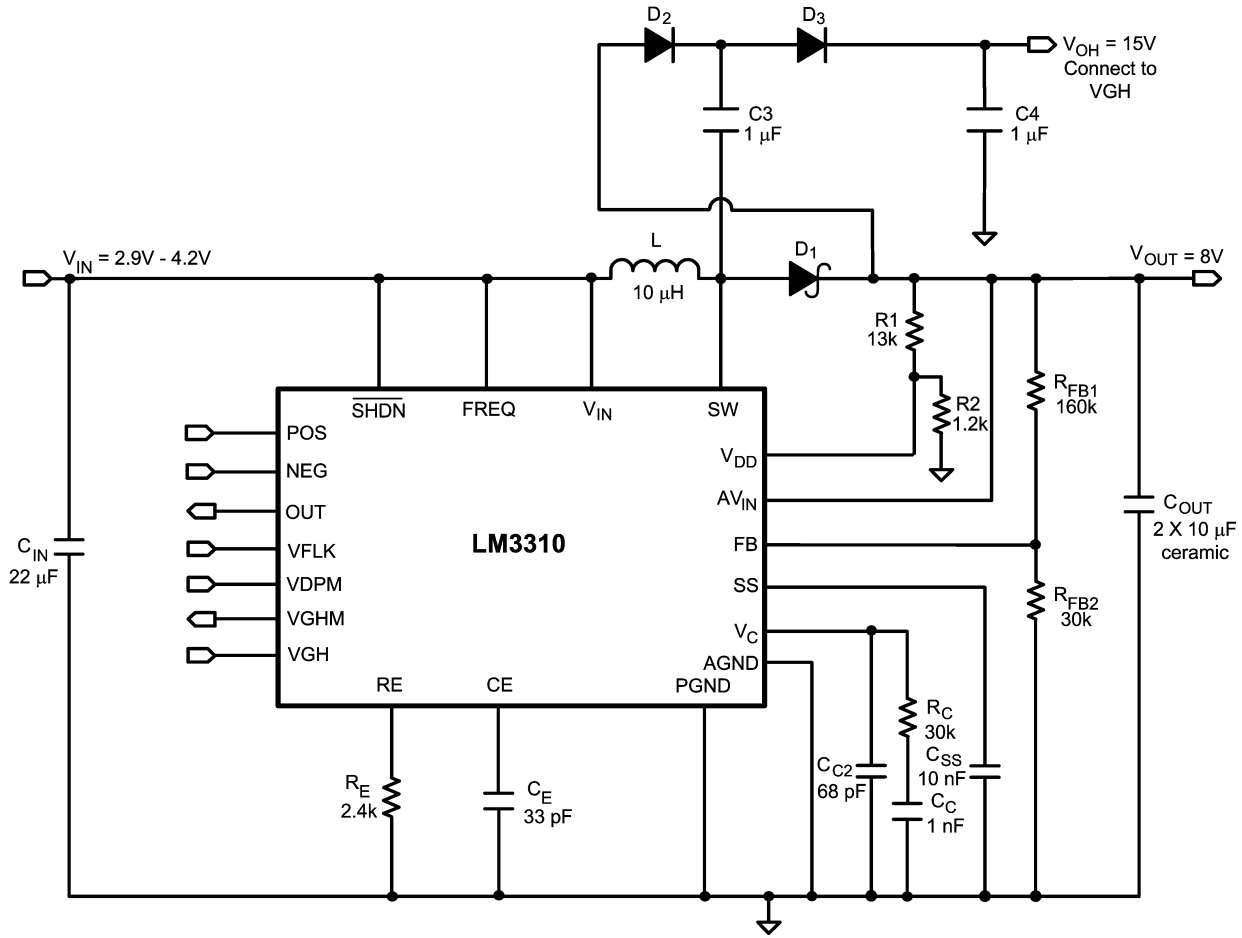 D2
D3
VOH = 15V
Connect to
VGH
C3
1 µF
C4
1 µF
VIN = 2.9V - 4.2V
L
10 µH
D1
VOUT = 8V
R1
13k
R2
1.2k
RFB1
160k
SHDN
FREQ
VIN
SW
POS
NEG
OUT
VFLK
VDPM
VGHM
VGH
LM3310
VDD
AVIN
FB
SS
VC
AGND
RE
CE
PGND
CIN
22 µF
COUT
2 X 10 µF
ceramic
RFB2
30k
RC
30k
CSS
10 nF
CC2
68 pF
CC
1 nF
RE
2.4k
CE
33 pF